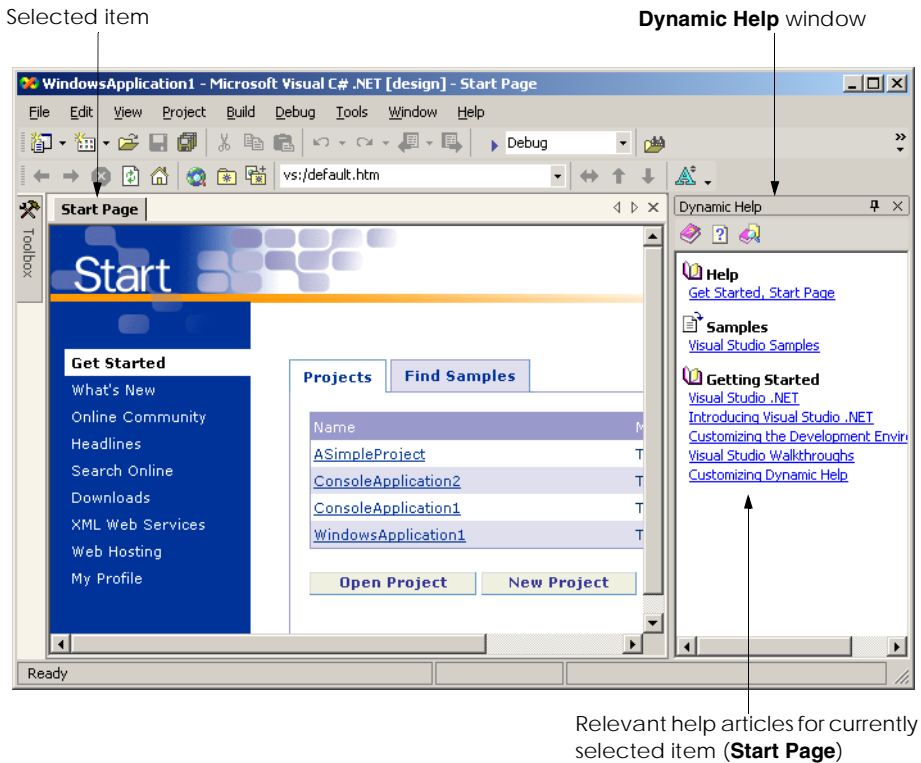 Selected item
Dynamic Help window
WindowsApplication1 - Microsoft Visual C# .NET [design] - Start Page
File Edit View Project Build Debug Tools Window Help
Debug
vs:/default.htm
Toolbox
Start Page
Dynamic Help
Start
Get Started
What's New
Online Community
Headlines
Search Online
Downloads
XML Web Services
Web Hosting
My Profile
Projects Find Samples
Name M
ASimpleProject T
ConsoleApplication2 T
ConsoleApplication1 T
WindowsApplication1 T
Open Project New Project
Help
Get Started, Start Page
Samples
Visual Studio Samples
Getting Started
Visual Studio .NET
Introducing Visual Studio .NET
Customizing the Development Enviro
Visual Studio Walkthroughs
Customizing Dynamic Help
Ready
Relevant help articles for currently
selected item (Start Page)